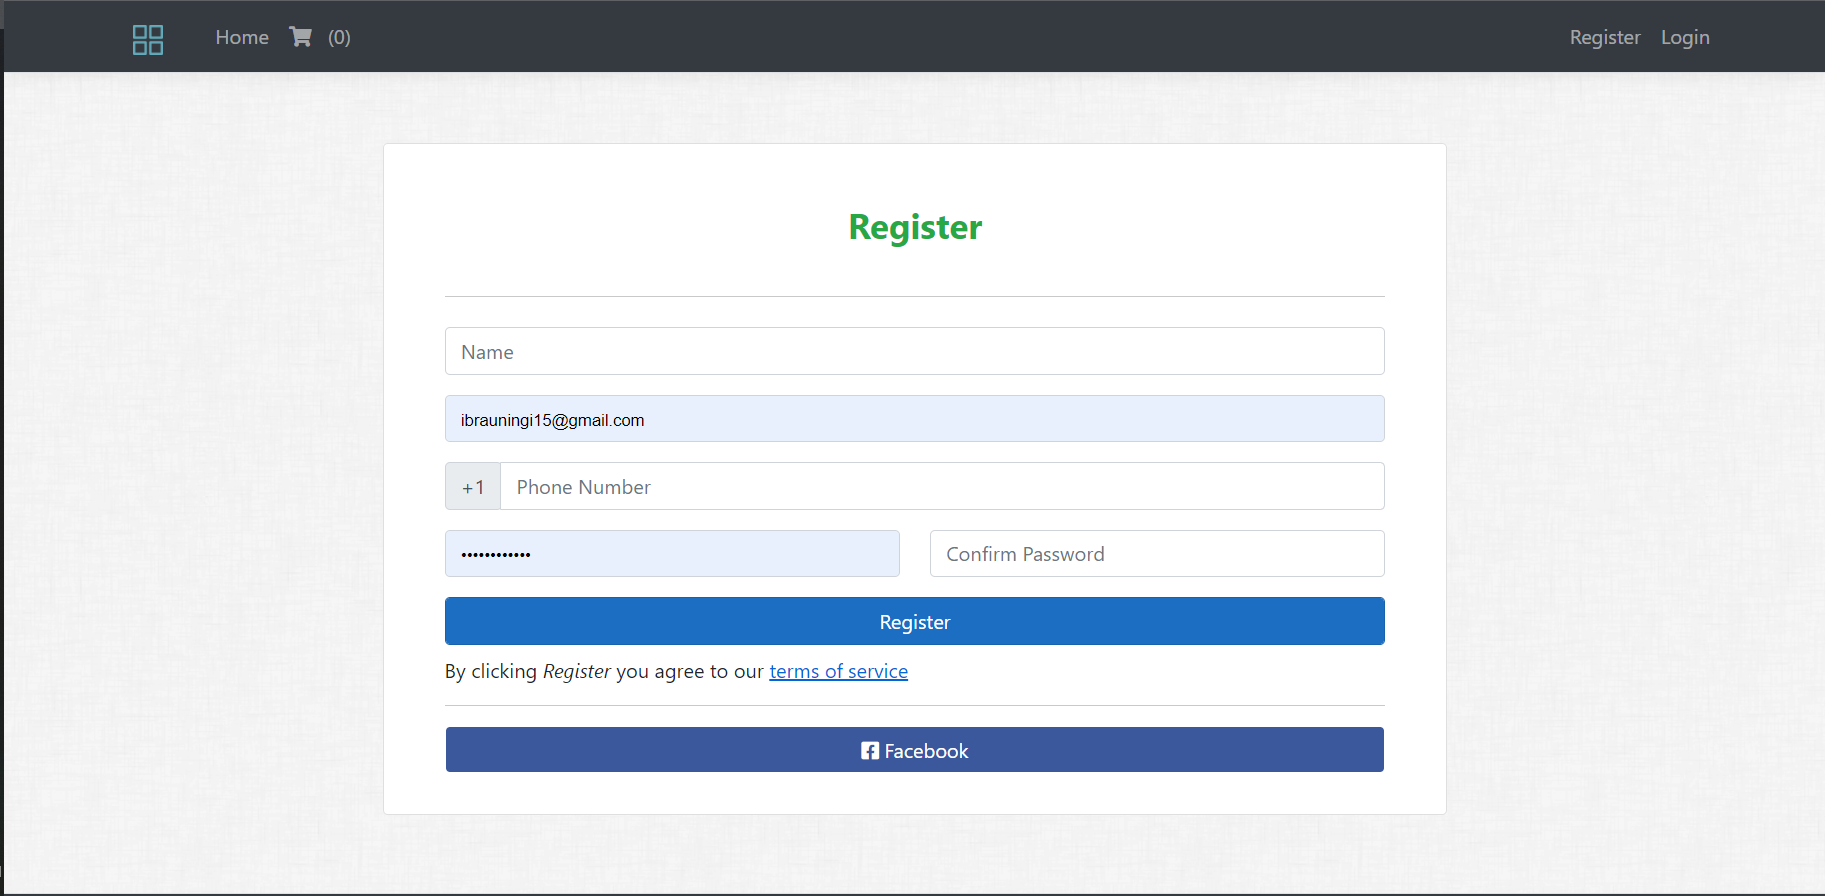 Home (0) Register Login
Register
Name
ibrauningi15@gmail.com
+1 Phone Number
•••••••••••• Confirm Password
Register
By clicking Register you agree to our terms of service
Facebook